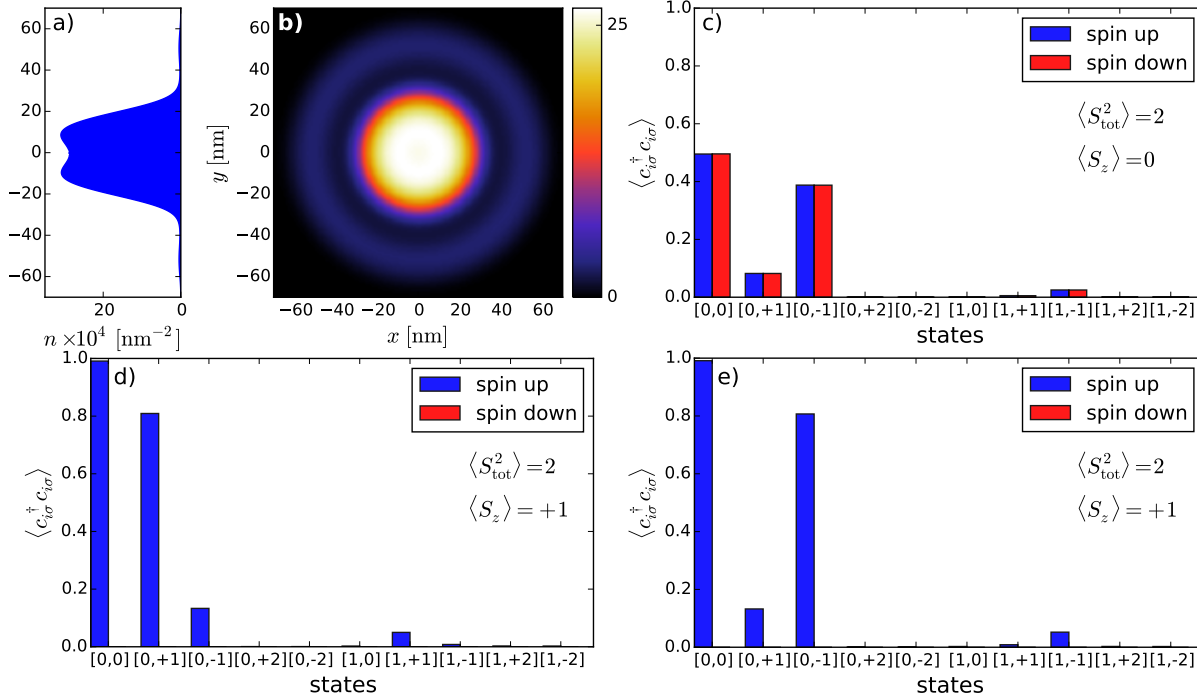 a)
60
40
20
0
−20
−40
−60
20
0
n ×10⁴ [nm⁻²]
b)
60
40
20
0
−20
−40
−60
y [nm]
−60 −40 −20 0 20 40 60
x [nm]
25
0
c)
1.0
0.8
0.6
0.4
0.2
0.0
⟨c†iσ ciσ⟩
spin up
spin down
⟨S²tot⟩=2
⟨Sz⟩=0
[0,0] [0,+1] [0,-1] [0,+2] [0,-2] [1,0] [1,+1] [1,-1] [1,+2] [1,-2]
states
d)
1.0
0.8
0.6
0.4
0.2
0.0
⟨c†iσ ciσ⟩
spin up
spin down
⟨S²tot⟩=2
⟨Sz⟩=+1
[0,0] [0,+1] [0,-1] [0,+2] [0,-2] [1,0] [1,+1] [1,-1] [1,+2] [1,-2]
states
e)
1.0
0.8
0.6
0.4
0.2
0.0
⟨c†iσ ciσ⟩
spin up
spin down
⟨S²tot⟩=2
⟨Sz⟩=+1
[0,0] [0,+1] [0,-1] [0,+2] [0,-2] [1,0] [1,+1] [1,-1] [1,+2] [1,-2]
states